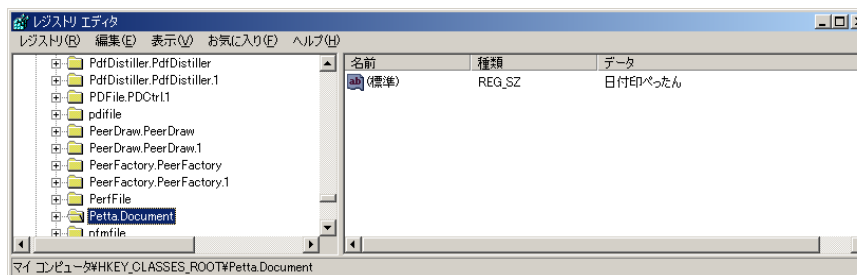 レジストリ エディタ
レジストリ(R) 編集(E) 表示(V) お気に入り(F) ヘルプ(H)
PdfDistiller.PdfDistiller
PdfDistiller.PdfDistiller.1
PDFile.PDCtrl.1
pdifile
PeerDraw.PeerDraw
PeerDraw.PeerDraw.1
PeerFactory.PeerFactory
PeerFactory.PeerFactory.1
PerfFile
Petta.Document
pfmfile
名前 種類 データ
ab (標準) REG_SZ 日付印ぺったん
マイ コンピュータ¥HKEY_CLASSES_ROOT¥Petta.Document